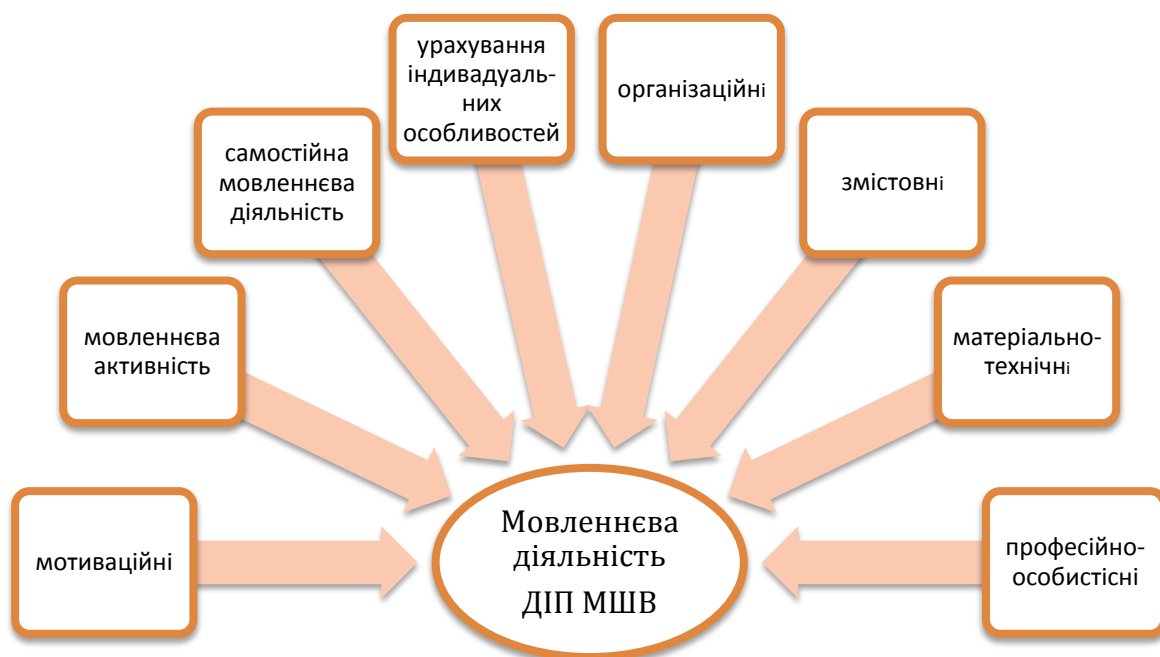 мотиваційні
мовленнєва
активність
самостійна
мовленнєва
діяльність
урахування
індивадуаль-
них
особливостей
організаційні
змістовні
матеріально-
технічні
професійно-
особистісні
Мовленнєва
діяльність
ДІП МШВ